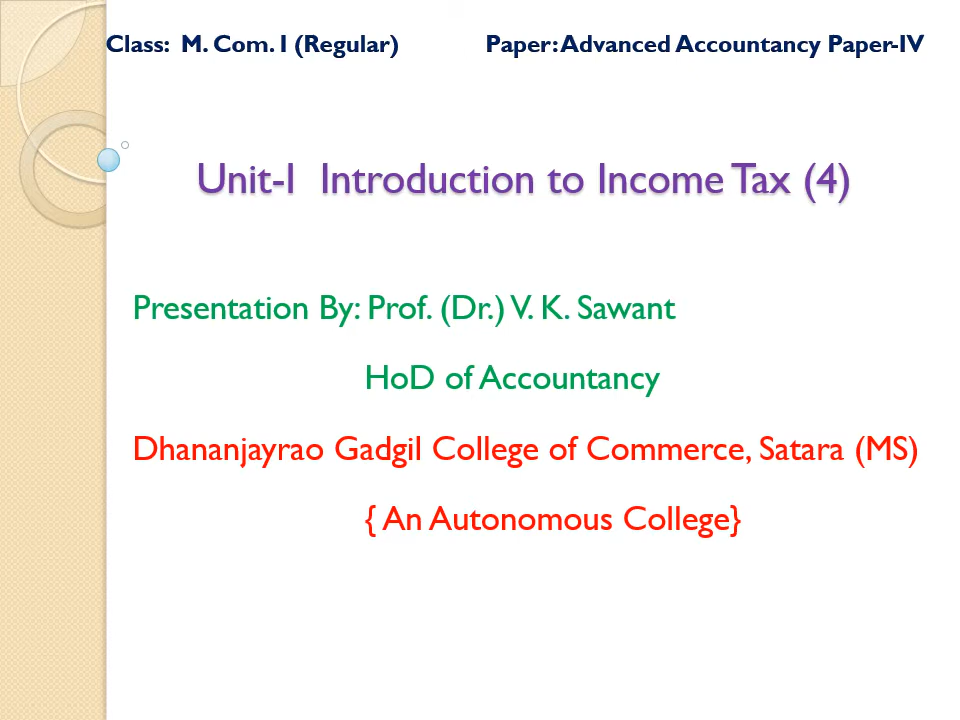 Class: M. Com. I (Regular) Paper: Advanced Accountancy Paper-IV
Unit-I Introduction to Income Tax (4)
Presentation By: Prof. (Dr.) V. K. Sawant
HoD of Accountancy
Dhananjayrao Gadgil College of Commerce, Satara (MS)
{ An Autonomous College}